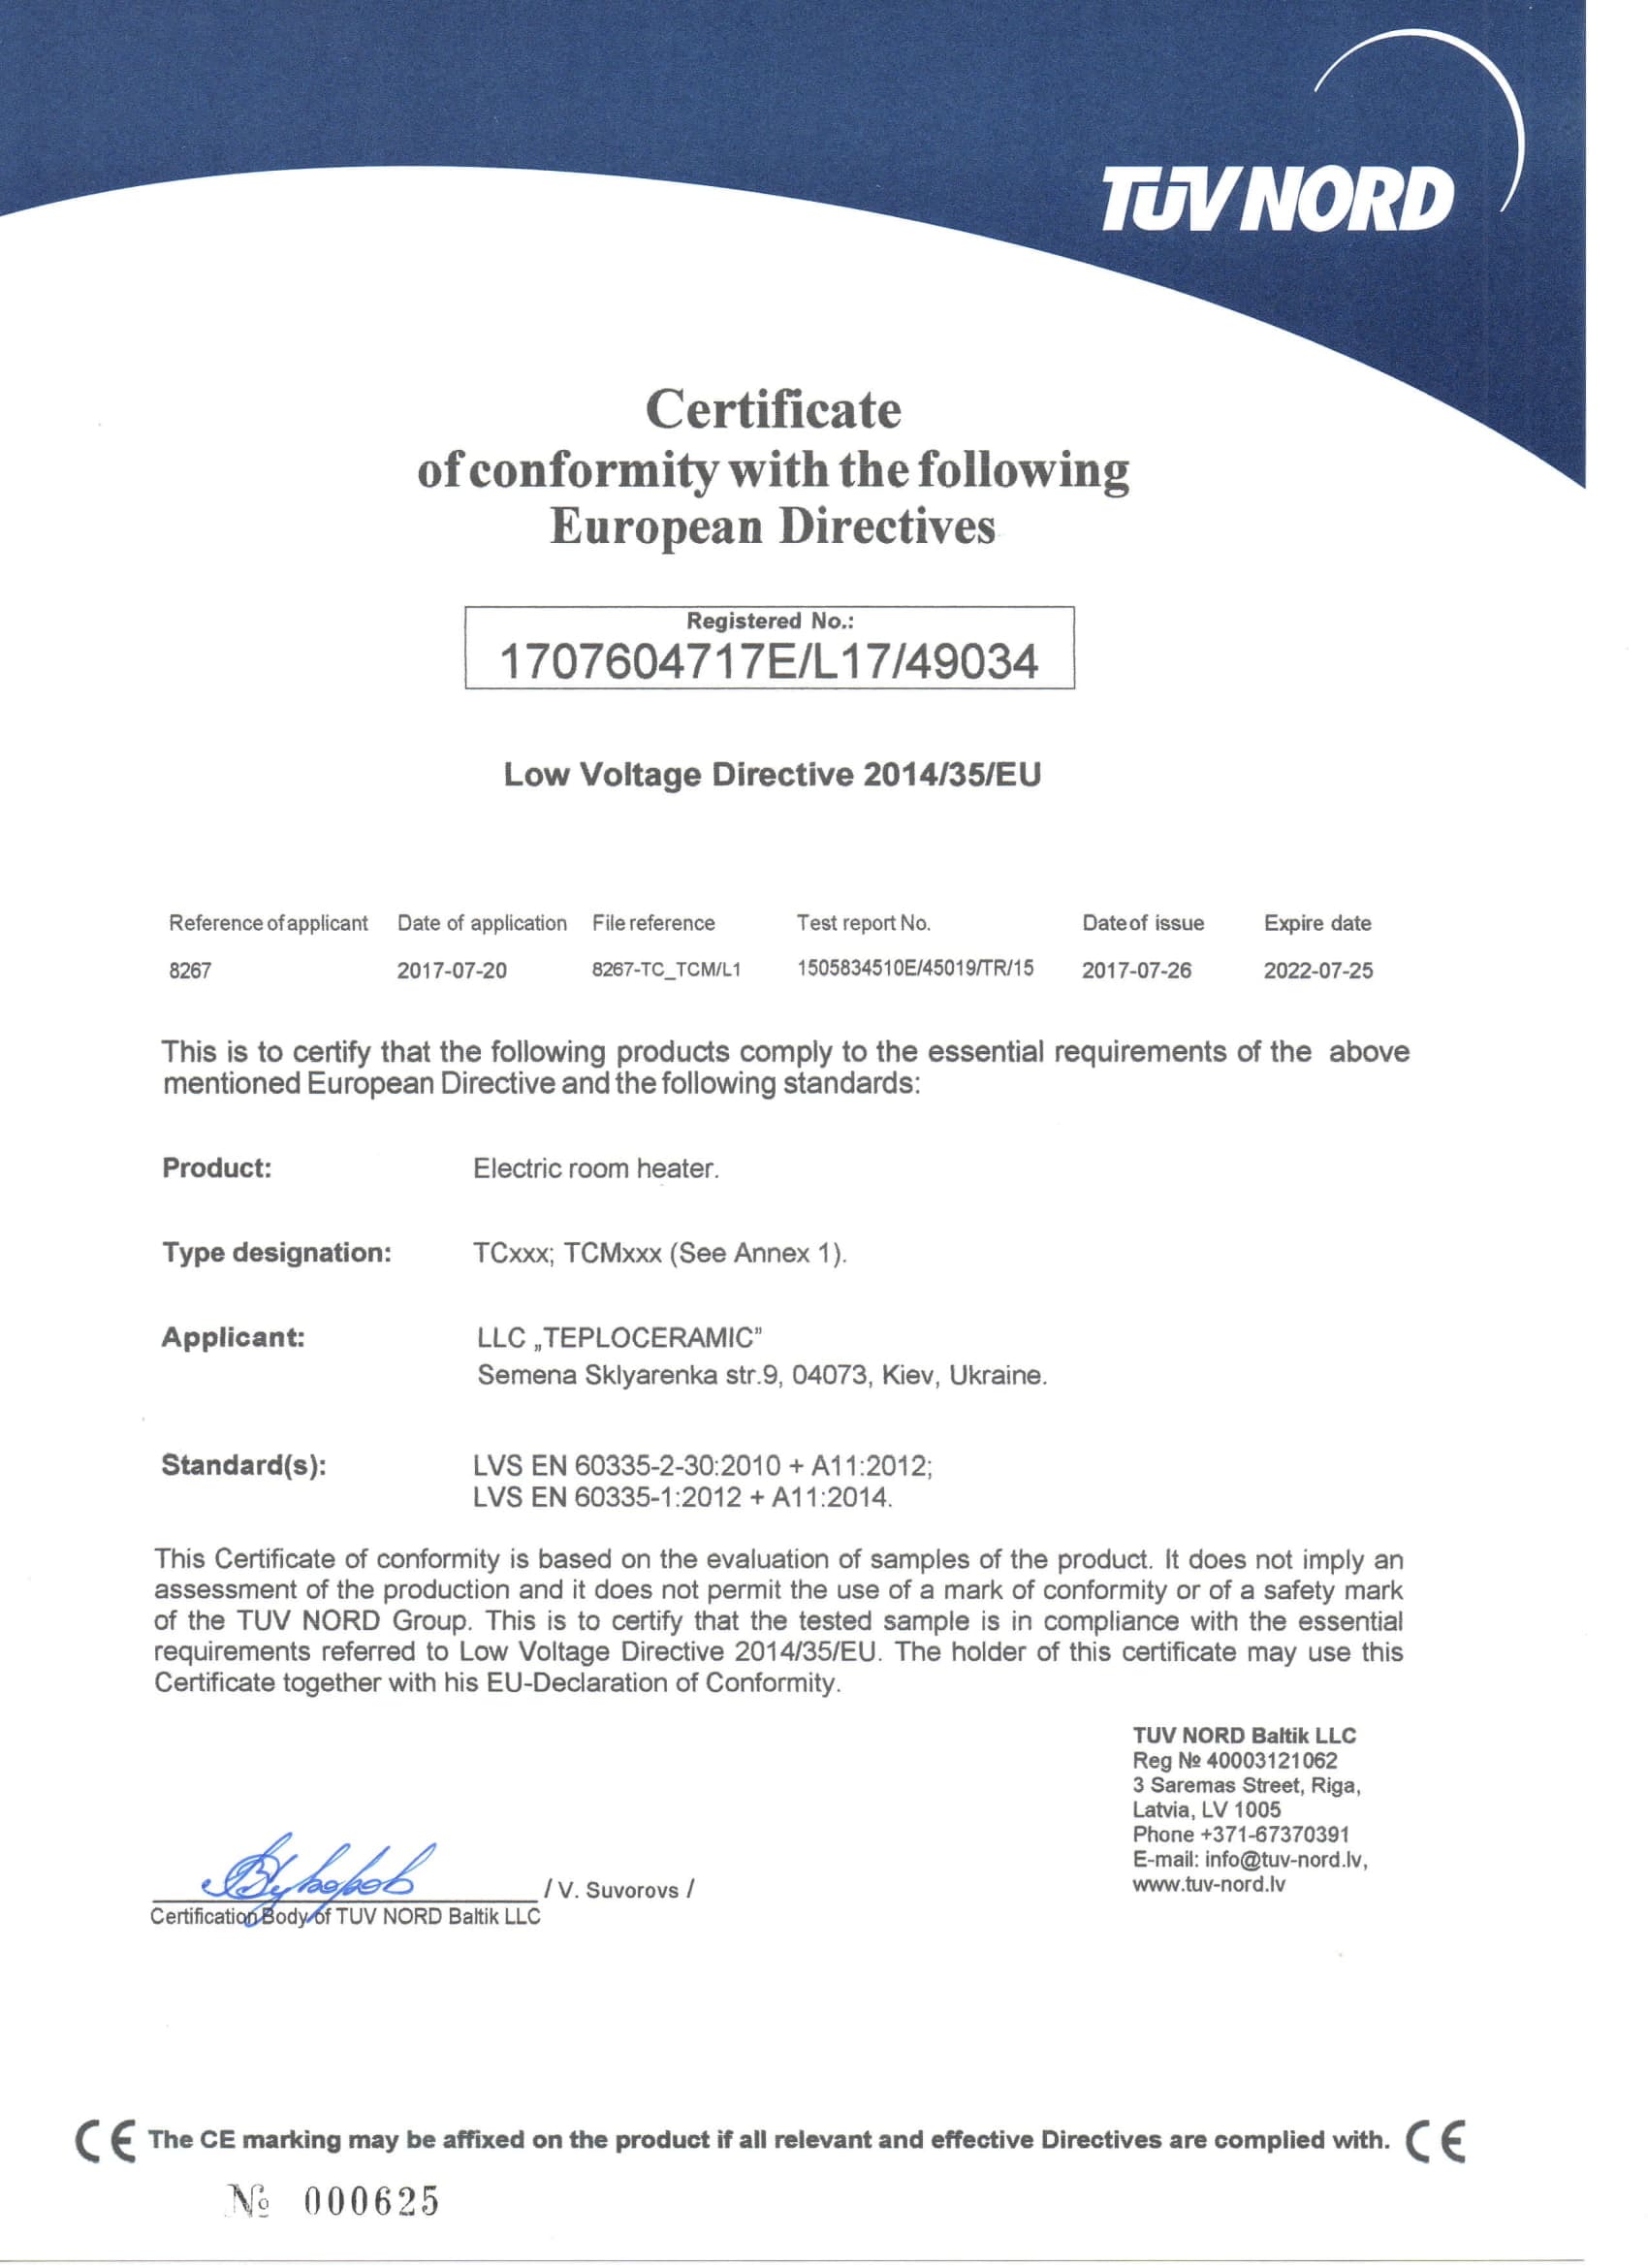 TÜV NORD
Certificate
of conformity with the following
European Directives
Registered No.:
1707604717E/L17/49034
Low Voltage Directive 2014/35/EU
Reference of applicant Date of application File reference Test report No. Date of issue Expire date
8267 2017-07-20 8267-TC_TCM/L1 1505834510E/45019/TR/15 2017-07-26 2022-07-25
This is to certify that the following products comply to the essential requirements of the above
mentioned European Directive and the following standards:
Product: Electric room heater.
Type designation: TCxxx; TCMxxx (See Annex 1).
Applicant: LLC „TEPLOCERAMIC”
Semena Sklyarenka str.9, 04073, Kiev, Ukraine.
Standard(s): LVS EN 60335-2-30:2010 + A11:2012;
LVS EN 60335-1:2012 + A11:2014.
This Certificate of conformity is based on the evaluation of samples of the product. It does not imply an
assessment of the production and it does not permit the use of a mark of conformity or of a safety mark
of the TUV NORD Group. This is to certify that the tested sample is in compliance with the essential
requirements referred to Low Voltage Directive 2014/35/EU. The holder of this certificate may use this
Certificate together with his EU-Declaration of Conformity.
TUV NORD Baltik LLC
Reg № 40003121062
3 Saremas Street, Riga,
Latvia, LV 1005
Phone +371-67370391
E-mail: info@tuv-nord.lv,
www.tuv-nord.lv
/ V. Suvorovs /
Certification Body of TUV NORD Baltik LLC
CE The CE marking may be affixed on the product if all relevant and effective Directives are complied with. CE
№ 000625